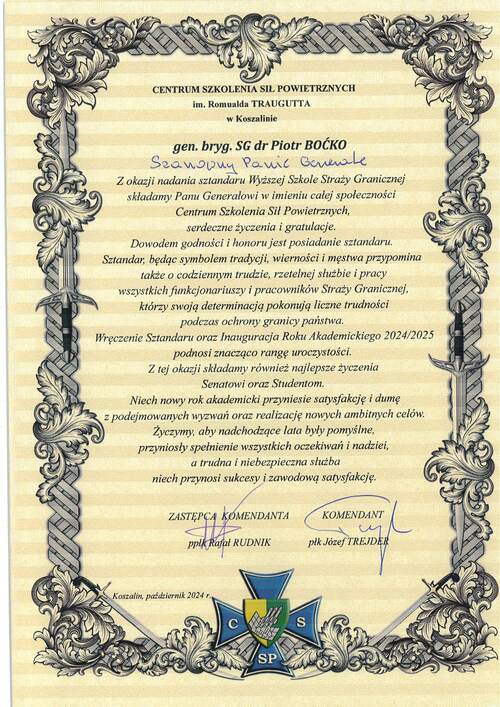 CENTRUM SZKOLENIA SIŁ POWIETRZNYCH
im. Romualda TRAUGUTTA
w Koszalinie
gen. bryg. SG dr Piotr BOĆKO
Szanowny Panie Generale
Z okazji nadania sztandaru Wyższej Szkole Straży Granicznej
składamy Panu Generałowi w imieniu całej społeczności
Centrum Szkolenia Sił Powietrznych,
serdeczne życzenia i gratulacje.
Dowodem godności i honoru jest posiadanie sztandaru.
Sztandar, będąc symbolem tradycji, wierności i męstwa przypomina
także o codziennym trudzie, rzetelnej służbie i pracy
wszystkich funkcjonariuszy i pracowników Straży Granicznej,
którzy swoją determinacją pokonują liczne trudności
podczas ochrony granicy państwa.
Wręczenie Sztandaru oraz Inauguracja Roku Akademickiego 2024/2025
podnosi znacząco rangę uroczystości.
Z tej okazji składamy również najlepsze życzenia
Senatowi oraz Studentom.
Niech nowy rok akademicki przyniesie satysfakcję i dumę
z podejmowanych wyzwań oraz realizację nowych ambitnych celów.
Życzymy, aby nadchodzące lata były pomyślne,
przyniosły spełnienie wszystkich oczekiwań i nadziei,
a trudna i niebezpieczna służba
niech przynosi sukcesy i zawodową satysfakcję.
ZASTĘPCA KOMENDANTA KOMENDANT
ppłk Rafał RUDNIK płk Józef TREJDER
Koszalin, październik 2024 r.
C S
SP